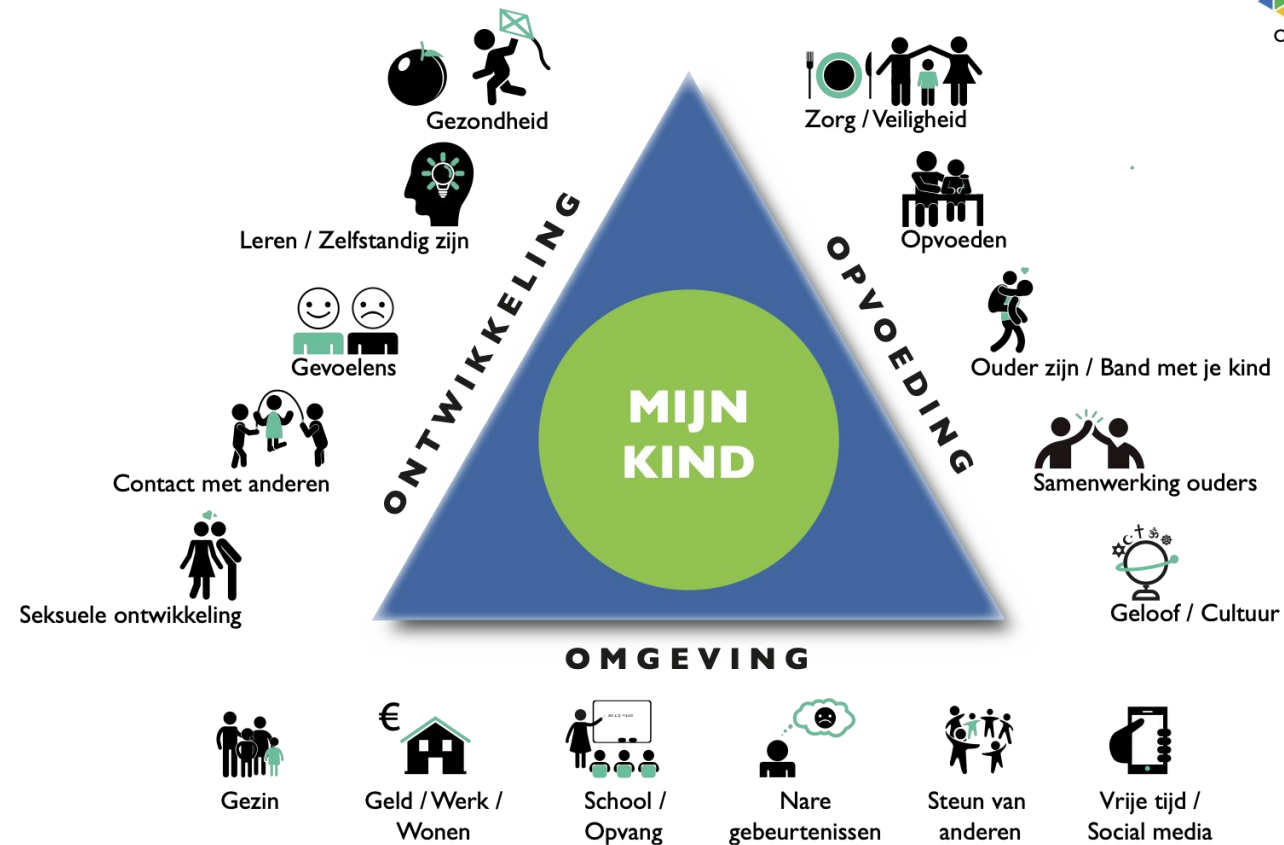 Gezondheid
Leren / Zelfstandig zijn
Gevoelens
Contact met anderen
Seksuele ontwikkeling
ONTWIKKELING
MIJN
KIND
OPVOEDING
Zorg / Veiligheid
Opvoeden
Ouder zijn / Band met je kind
Samenwerking ouders
Geloof / Cultuur
OMGEVING
€
Gezin
Geld / Werk /
Wonen
School /
Opvang
Nare
gebeurtenissen
Steun van
anderen
Vrije tijd /
Social media